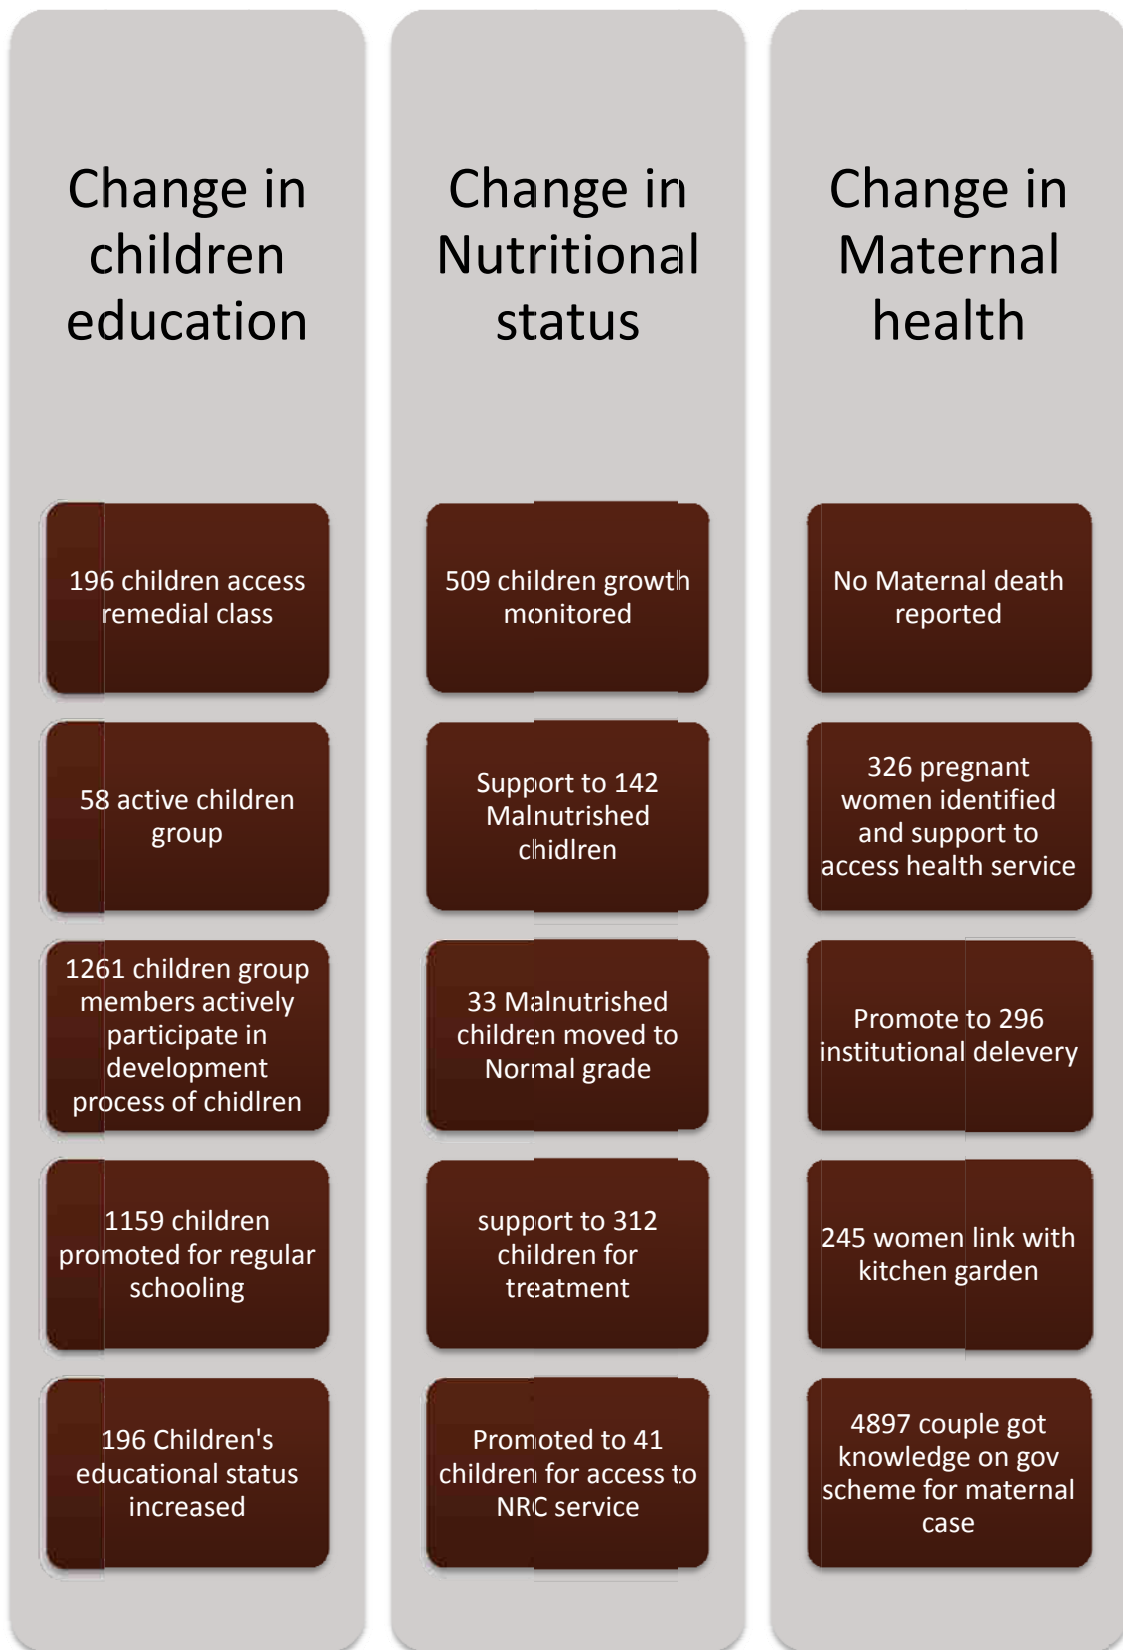 Change in
children
education
196 children access
remedial class
58 active children
group
1261 children group
members actively
participate in
development
process of chidlren
1159 children
promoted for regular
schooling
196 Children's
educational status
increased
Change in
Nutritional
status
509 children growth
monitored
Support to 142
Malnutrished
chidlren
33 Malnutrished
children moved to
Normal grade
support to 312
children for
treatment
Promoted to 41
children for access to
NRC service
Change in
Maternal
health
No Maternal death
reported
326 pregnant
women identified
and support to
access health service
Promote to 296
institutional delevery
245 women link with
kitchen garden
4897 couple got
knowledge on gov
scheme for maternal
case